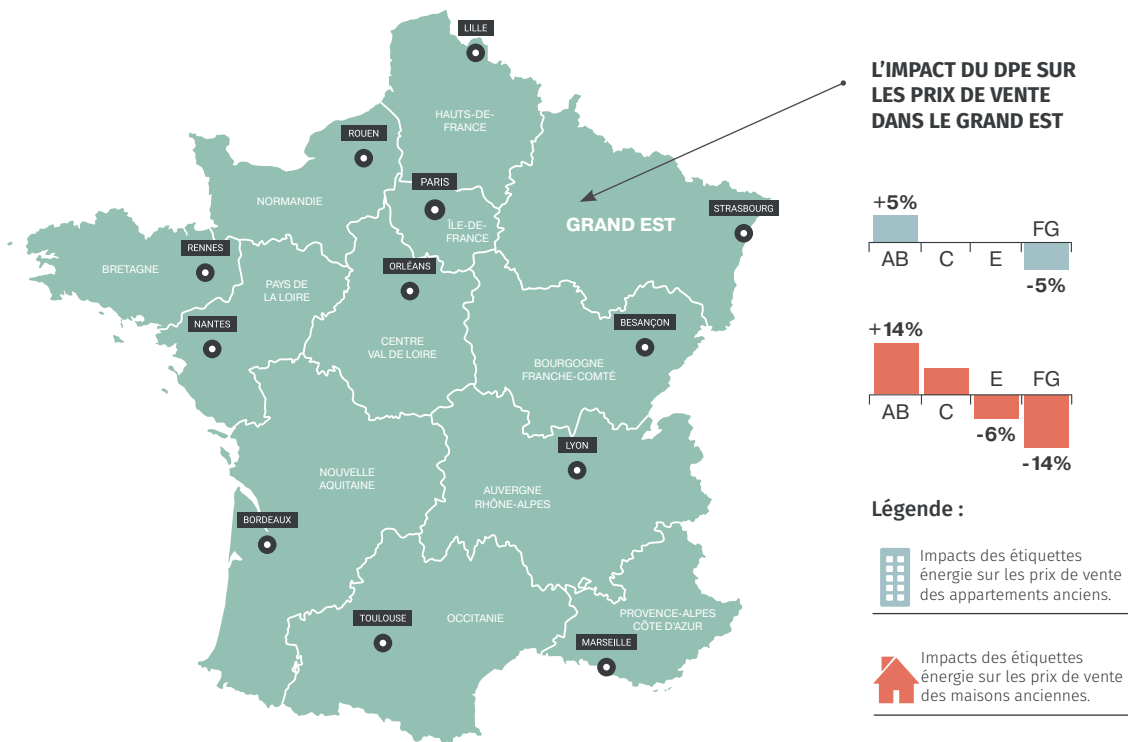 LILLE
HAUTS-DE-
FRANCE
ROUEN
PARIS
NORMANDIE
ÎLE-DE-
FRANCE
GRAND EST
STRASBOURG
RENNES
BRETAGNE
PAYS DE
LA LOIRE
ORLÉANS
NANTES
CENTRE
VAL DE LOIRE
BESANÇON
BOURGOGNE
FRANCHE-COMTÉ
LYON
NOUVELLE
AQUITAINE
AUVERGNE
RHÔNE-ALPES
BORDEAUX
TOULOUSE
OCCITANIE
PROVENCE-ALPES
CÔTE D'AZUR
MARSEILLE
L'IMPACT DU DPE SUR
LES PRIX DE VENTE
DANS LE GRAND EST
+5%
FG
AB C E
-5%
+14%
E FG
AB C
-6%
-14%
Légende :
Impacts des étiquettes
énergie sur les prix de vente
des appartements anciens.
Impacts des étiquettes
énergie sur les prix de vente
des maisons anciennes.